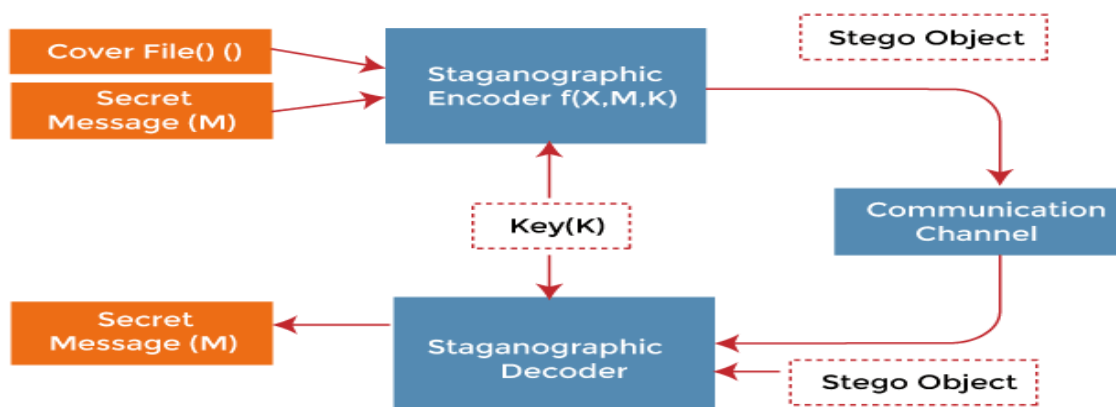 Cover File() ()
Secret
Message (M)
Staganographic
Encoder f(X,M,K)
Stego Object
Key(K)
Communication
Channel
Secret
Message (M)
Staganographic
Decoder
Stego Object